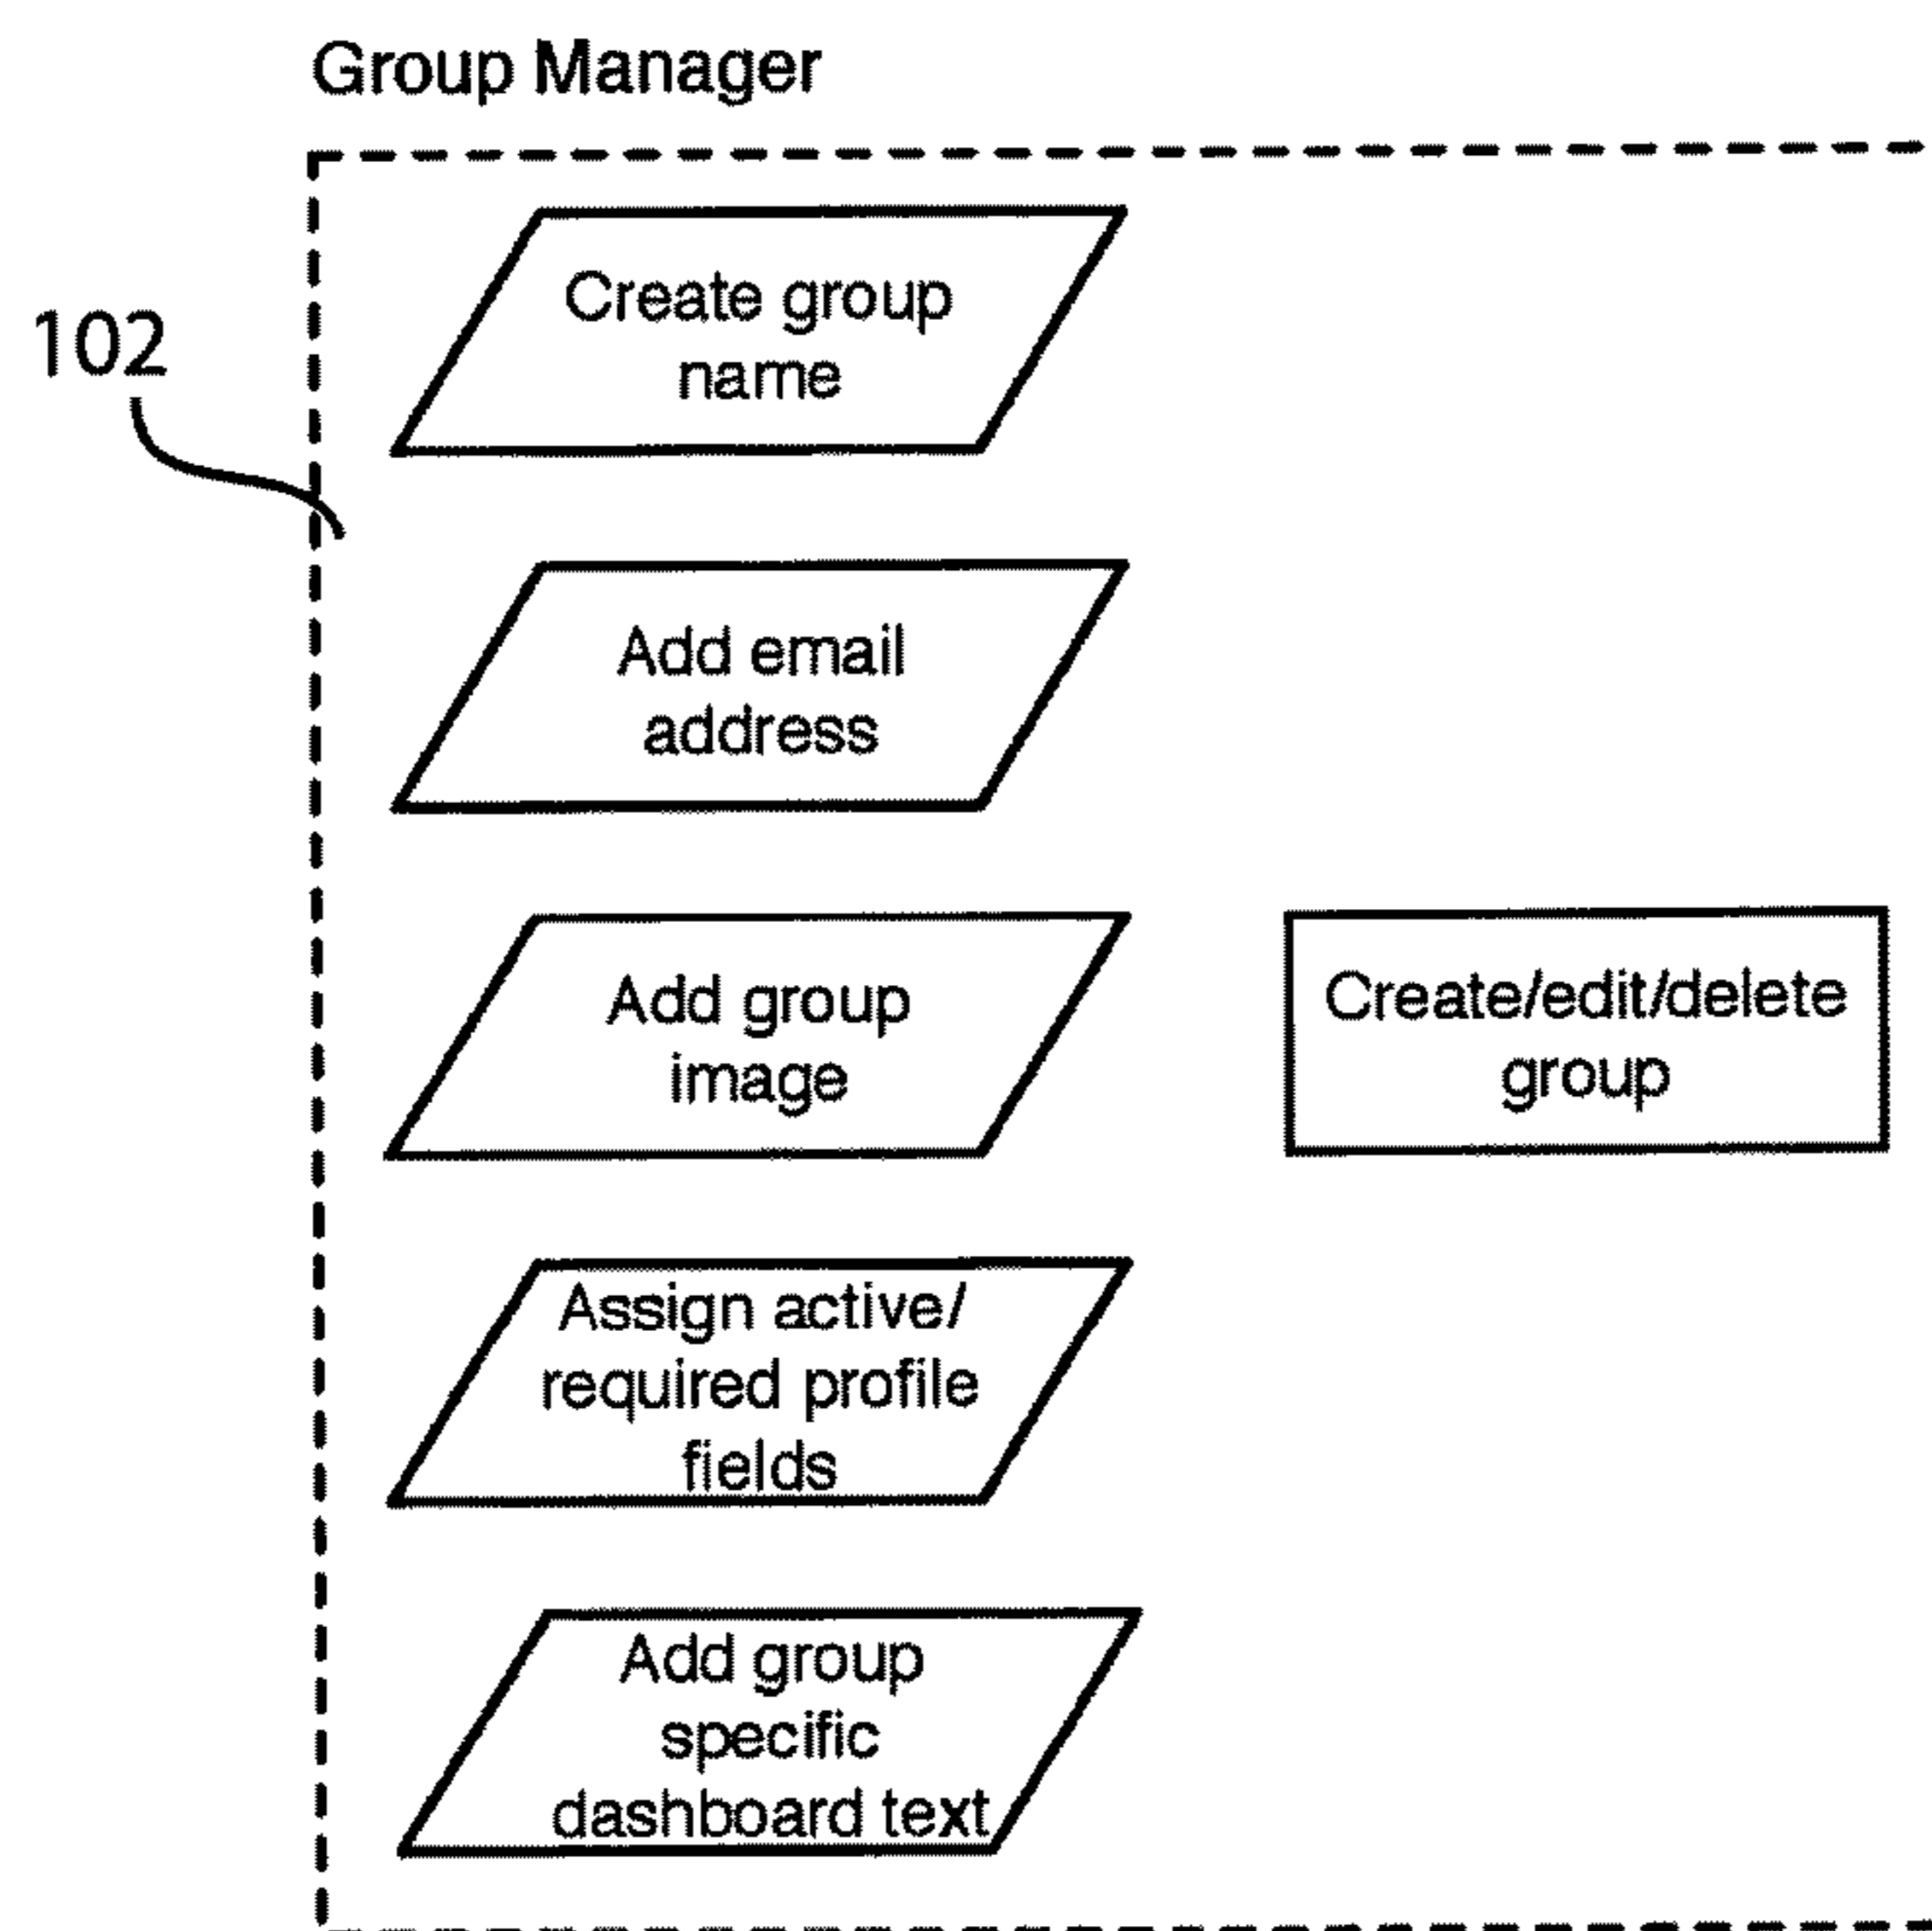 Group Manager
102
Create group
name
Add email
address
Add group
image
Create/edit/delete
group
Assign active/
required profile
fields
Add group
specific
dashboard text